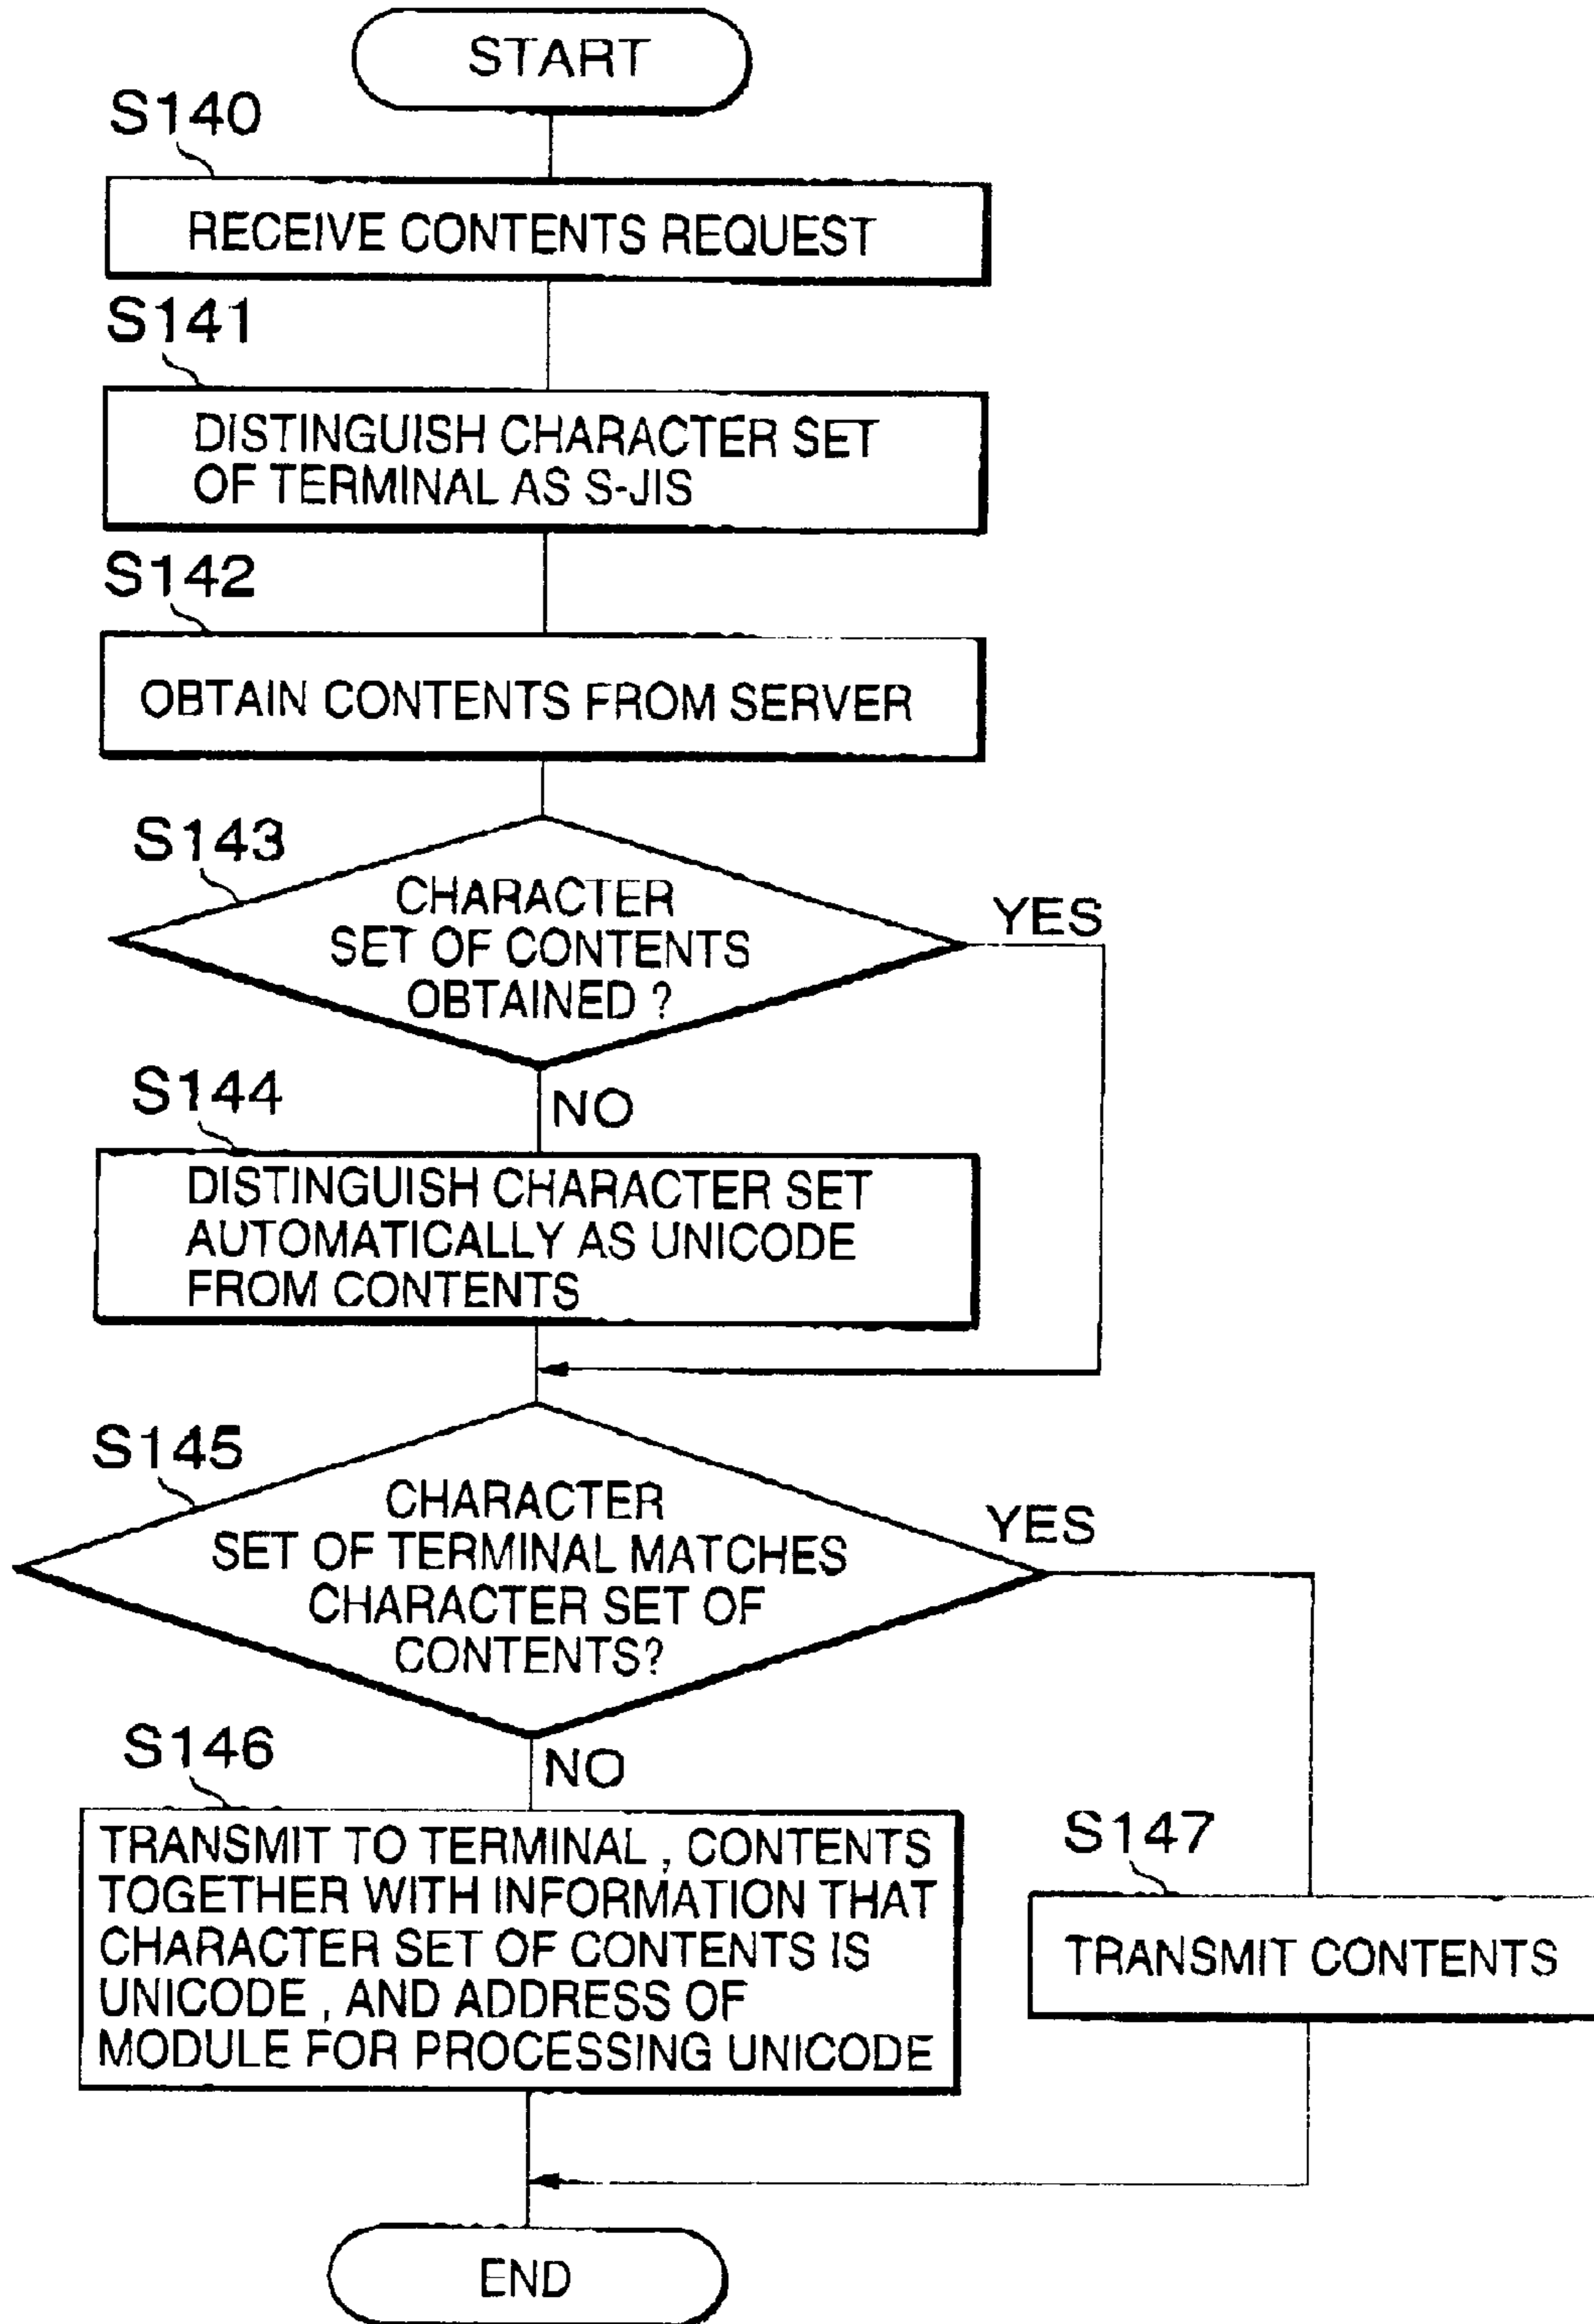 START
S140
RECEIVE CONTENTS REQUEST
S141
DISTINGUISH CHARACTER SET
OF TERMINAL AS S-JIS
S142
OBTAIN CONTENTS FROM SERVER
S143
CHARACTER
SET OF CONTENTS
OBTAINED ?
YES
NO
S144
DISTINGUISH CHARACTER SET
AUTOMATICALLY AS UNICODE
FROM CONTENTS
S145
CHARACTER
SET OF TERMINAL MATCHES
CHARACTER SET OF
CONTENTS?
YES
NO
S146
TRANSMIT TO TERMINAL , CONTENTS
TOGETHER WITH INFORMATION THAT
CHARACTER SET OF CONTENTS IS
UNICODE , AND ADDRESS OF
MODULE FOR PROCESSING UNICODE
S147
TRANSMIT CONTENTS
END